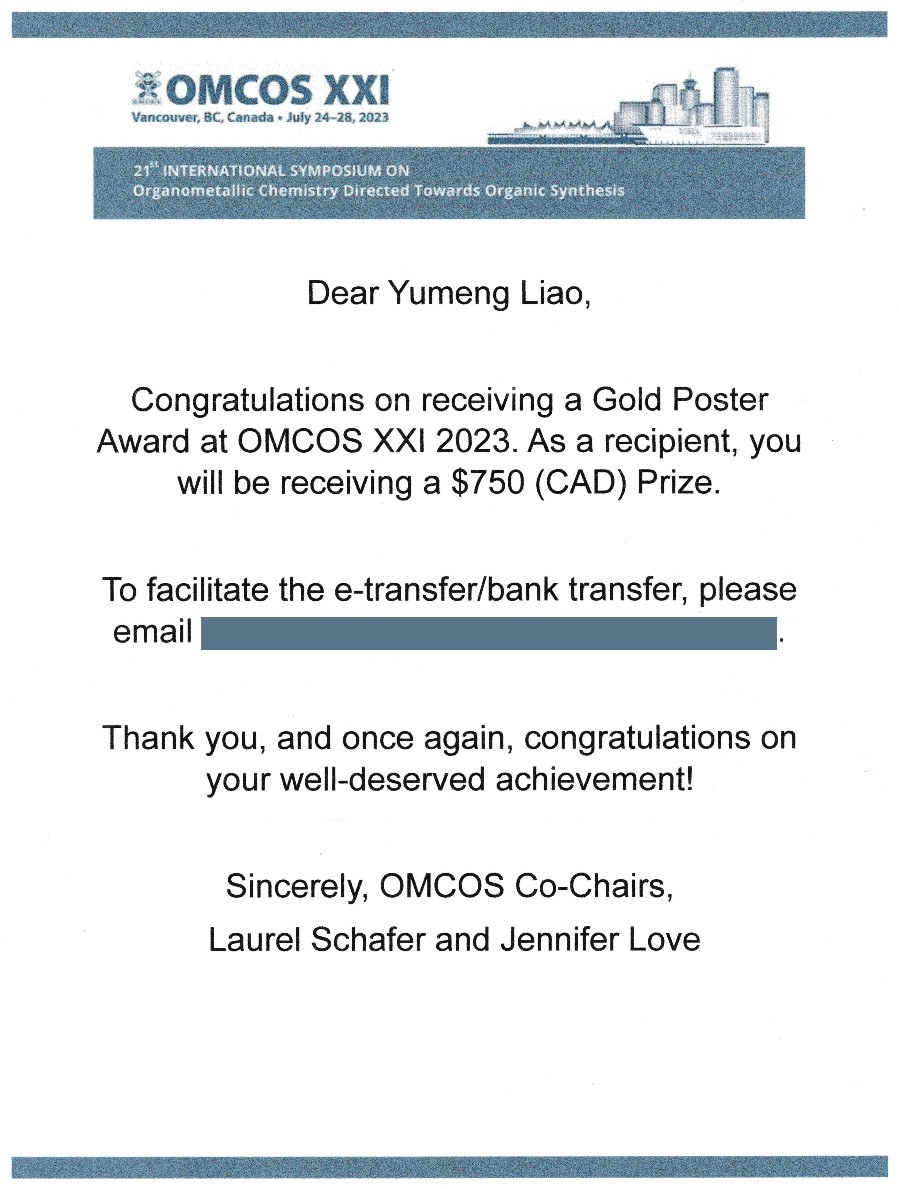 OMCOS XXI
Vancouver, BC, Canada • July 24–28, 2023
21st INTERNATIONAL SYMPOSIUM ON
Organometallic Chemistry Directed Towards Organic Synthesis
Dear Yumeng Liao,
Congratulations on receiving a Gold Poster
Award at OMCOS XXI 2023. As a recipient, you
will be receiving a $750 (CAD) Prize.
To facilitate the e-transfer/bank transfer, please
email .
Thank you, and once again, congratulations on
your well-deserved achievement!
Sincerely, OMCOS Co-Chairs,
Laurel Schafer and Jennifer Love